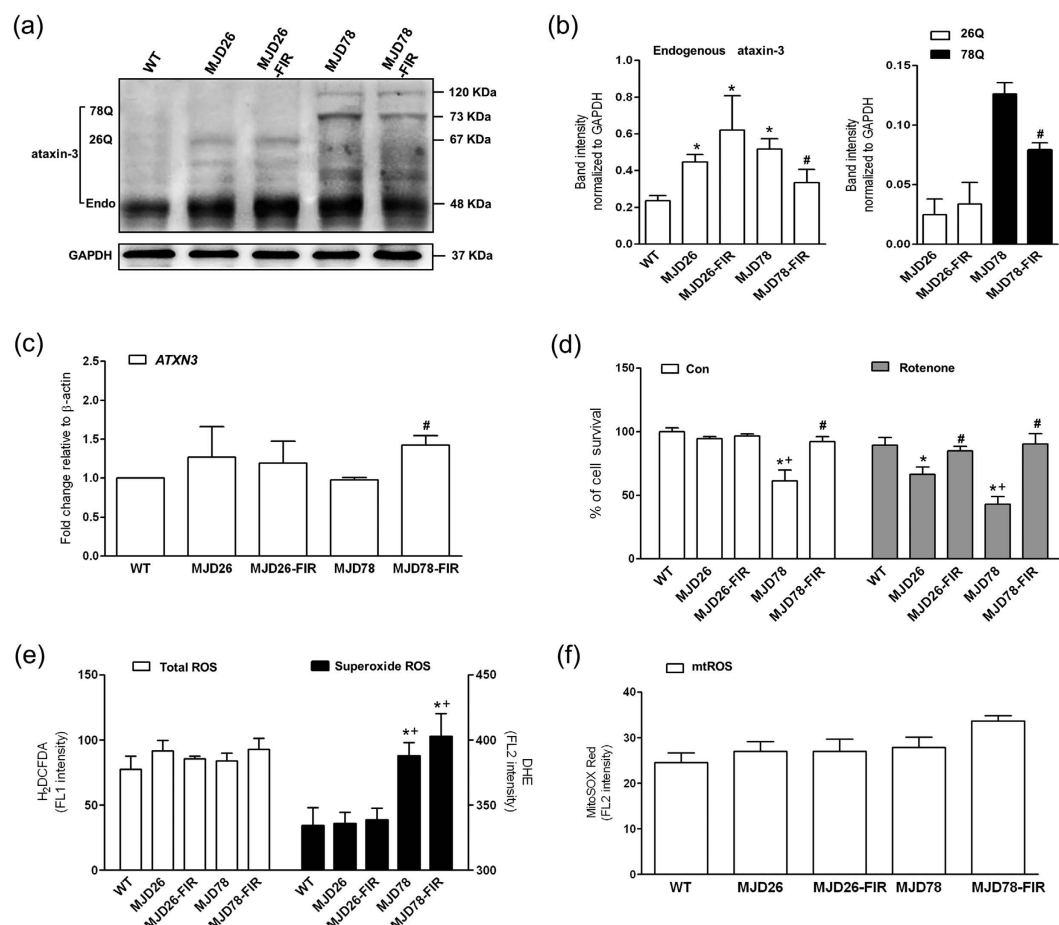 (a)
WT
MJD26
MJD26
-FIR
MJD78
MJD78
-FIR
120 KDa
78Q
73 KDa
ataxin-3
26Q
67 KDa
Endo
48 KDa
GAPDH
37 KDa
(b)
26Q
78Q
Endogenous ataxin-3
Band intensity
normalized to GAPDH
1.0
0.8
0.6
0.4
0.2
0.0
*
*
*
#
WT
MJD26
MJD26-FIR
MJD78
MJD78-FIR
Band intensity
normalized to GAPDH
0.15
0.10
0.05
0.00
#
MJD26
MJD26-FIR
MJD78
MJD78-FIR
(c)
ATXN3
Fold change relative to β-actin
2.5
2.0
1.5
1.0
0.5
0.0
#
WT
MJD26
MJD26-FIR
MJD78
MJD78-FIR
(d)
Con
Rotenone
% of cell survival
150
100
50
0
*+
#
*
#
*+
#
WT
MJD26
MJD26-FIR
MJD78
MJD78-FIR
WT
MJD26
MJD26-FIR
MJD78
MJD78-FIR
(e)
Total ROS
Superoxide ROS
H₂DCFDA
(FL1 intensity)
150
100
50
0
450
400
350
300
DHE
(FL2 intensity)
*+
*+
WT
MJD26
MJD26-FIR
MJD78
MJD78-FIR
WT
MJD26
MJD26-FIR
MJD78
MJD78-FIR
(f)
mtROS
MitoSOX Red
(FL2 intensity)
40
30
20
10
0
WT
MJD26
MJD26-FIR
MJD78
MJD78-FIR